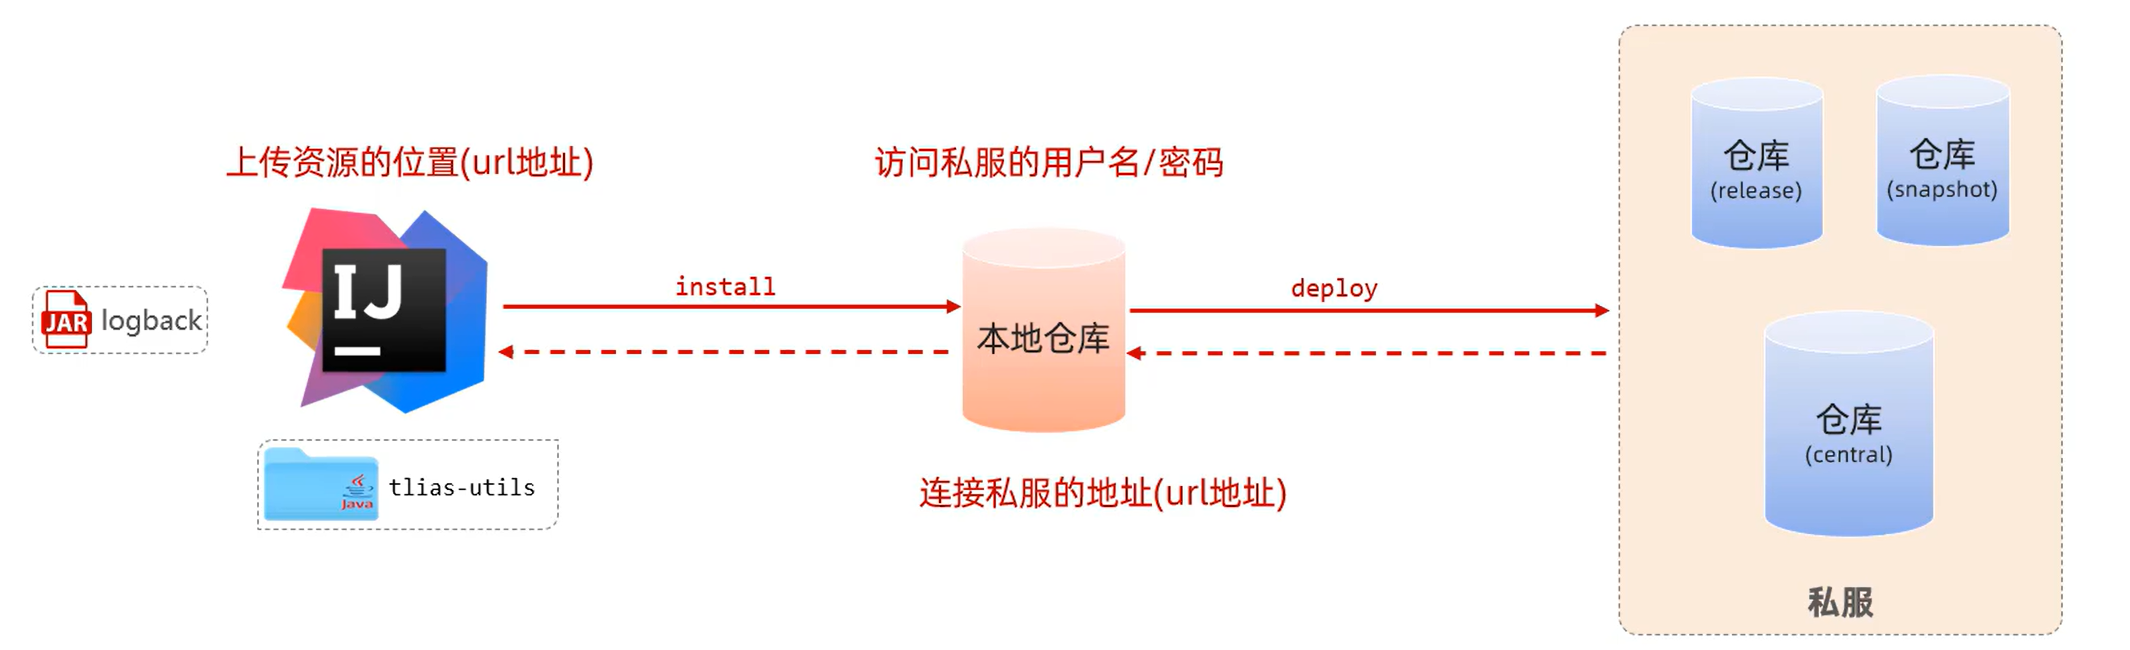 上传资源的位置(url地址)
访问私服的用户名/密码
仓库
(release)
仓库
(snapshot)
JAR logback
IJ
install
本地仓库
deploy
仓库
(central)
Java
tlias-utils
连接私服的地址(url地址)
私服